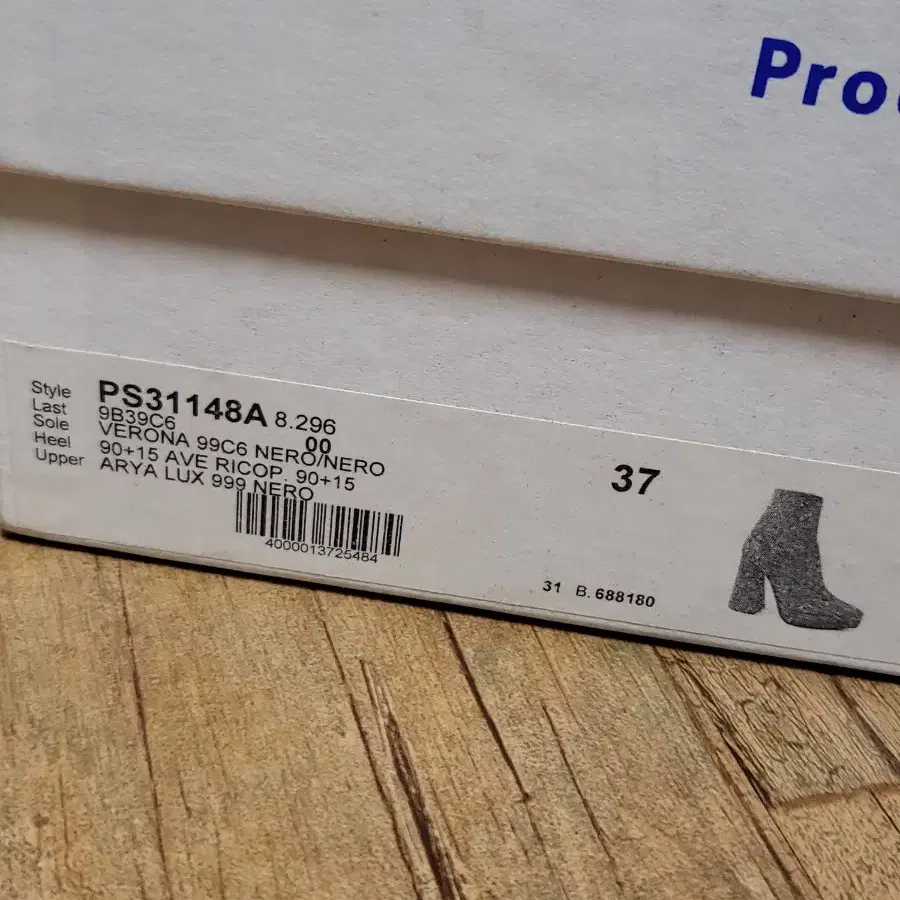 Pro
Style PS31148A 8.296
Last 9B39C6 00
Sole VERONA 99C6 NERO/NERO
Heel 90+15 AVE RICOP. 90+15
Upper ARYA LUX 999 NERO
4000013725484
37
31 B. 688180